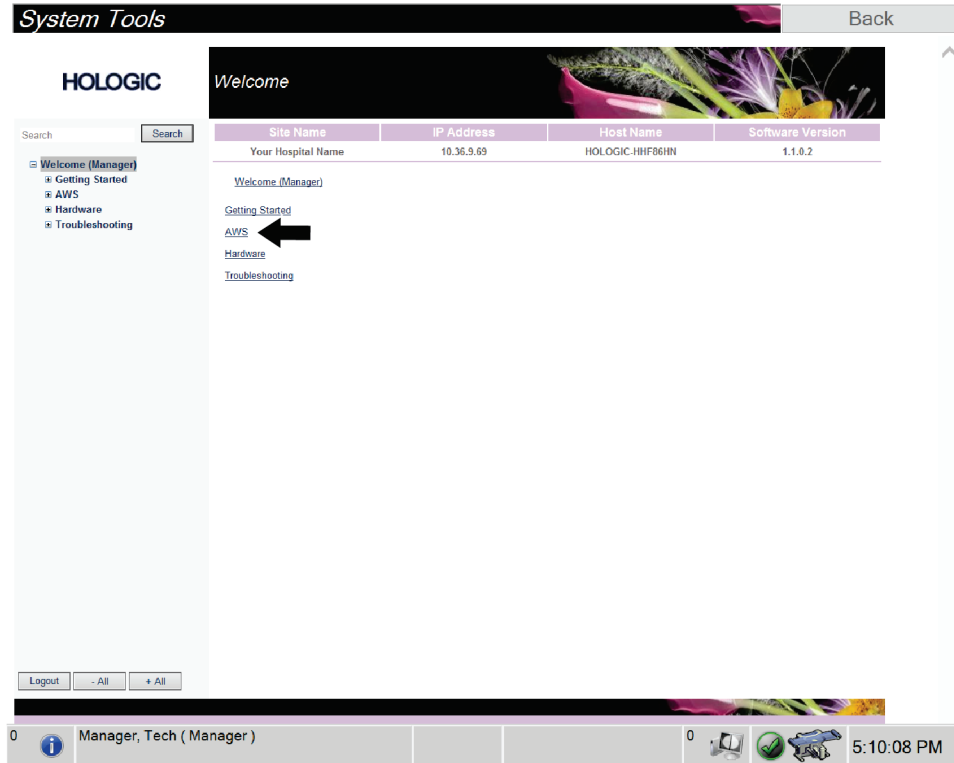 System Tools
Back
HOLOGIC
Welcome
Search
Search
Site Name IP Address Host Name Software Version
Your Hospital Name 10.36.9.69 HOLOGIC-HHF86HN 1.1.0.2
Welcome (Manager)
Getting Started
AWS
Hardware
Troubleshooting
Welcome (Manager)
Getting Started
AWS
Hardware
Troubleshooting
Logout - All + All
0 Manager, Tech ( Manager ) 0 5:10:08 PM